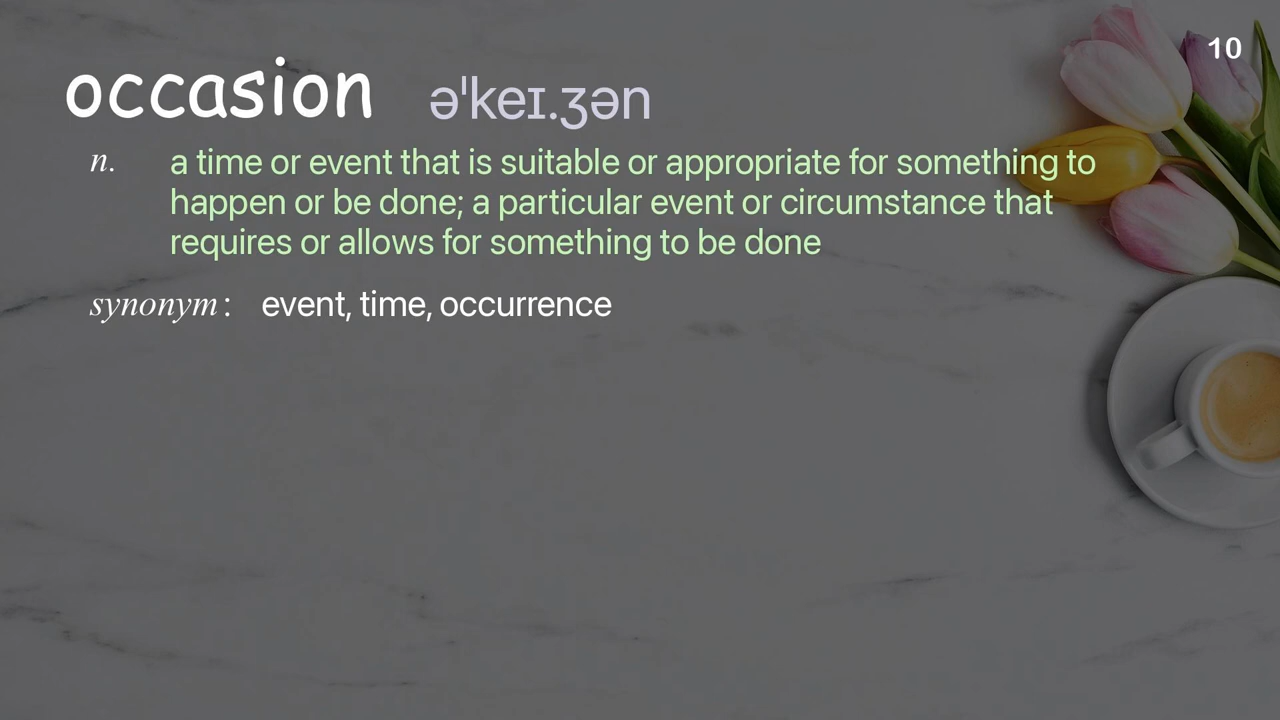 10
occasion əˈkeɪ.ʒən
n. a time or event that is suitable or appropriate for something to
happen or be done; a particular event or circumstance that
requires or allows for something to be done
synonym: event, time, occurrence